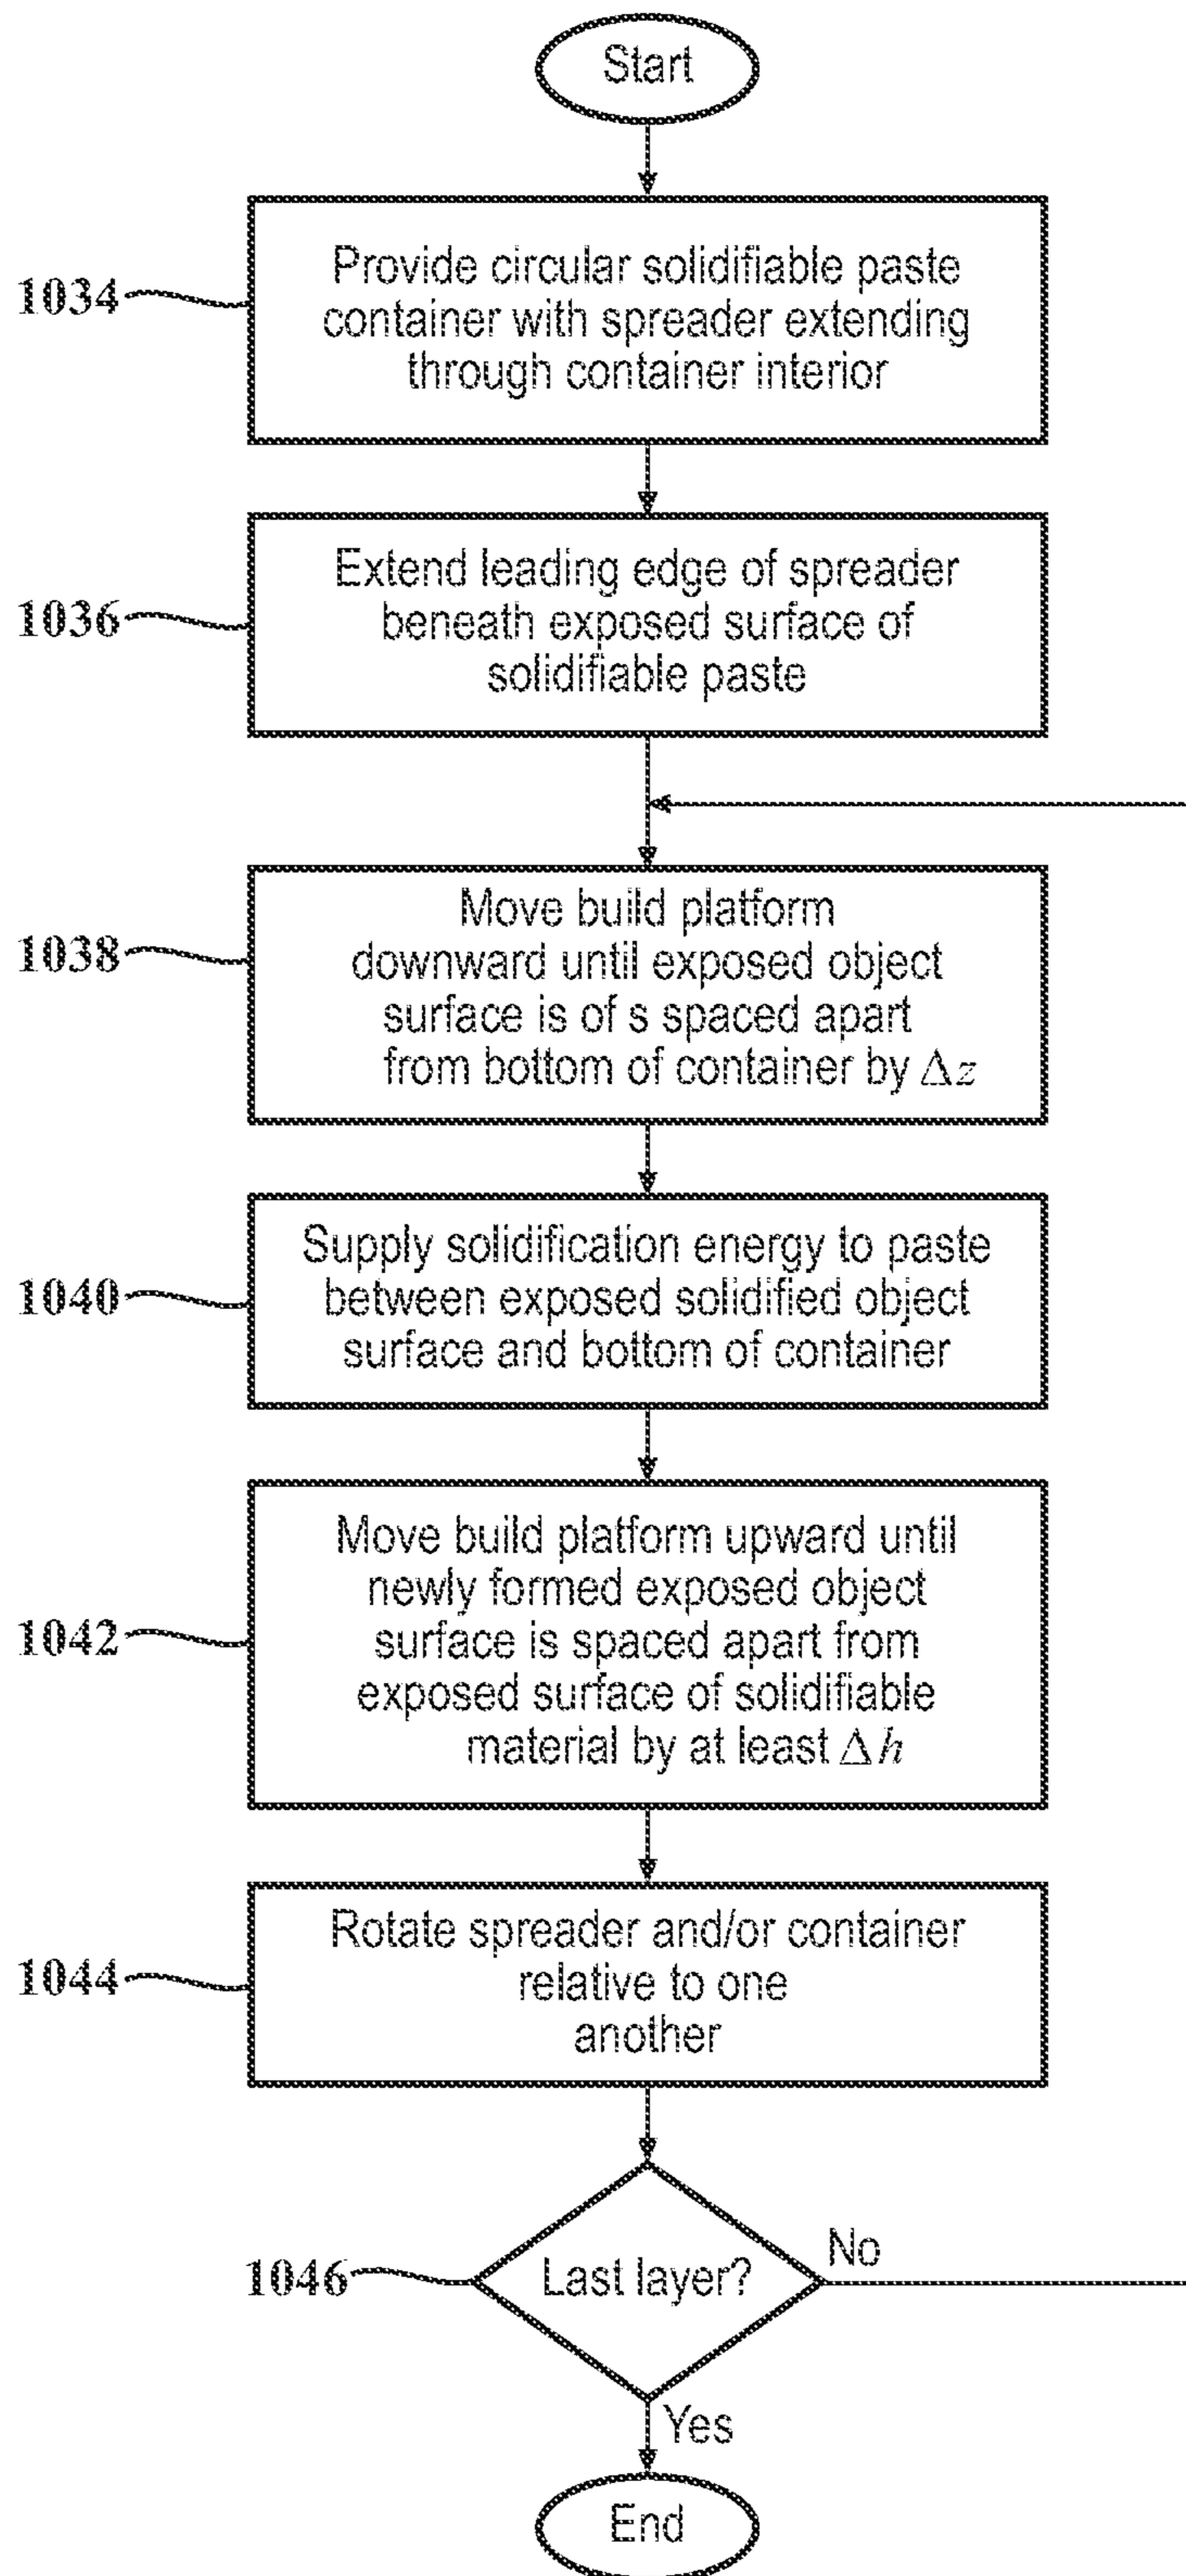 Start
1034
Provide circular solidifiable paste
container with spreader extending
through container interior
1036
Extend leading edge of spreader
beneath exposed surface of
solidifiable paste
1038
Move build platform
downward until exposed object
surface is of s spaced apart
from bottom of container by Δz
1040
Supply solidification energy to paste
between exposed solidified object
surface and bottom of container
1042
Move build platform upward until
newly formed exposed object
surface is spaced apart from
exposed surface of solidifiable
material by at least Δh
1044
Rotate spreader and/or container
relative to one
another
1046
Last layer?
No
Yes
End